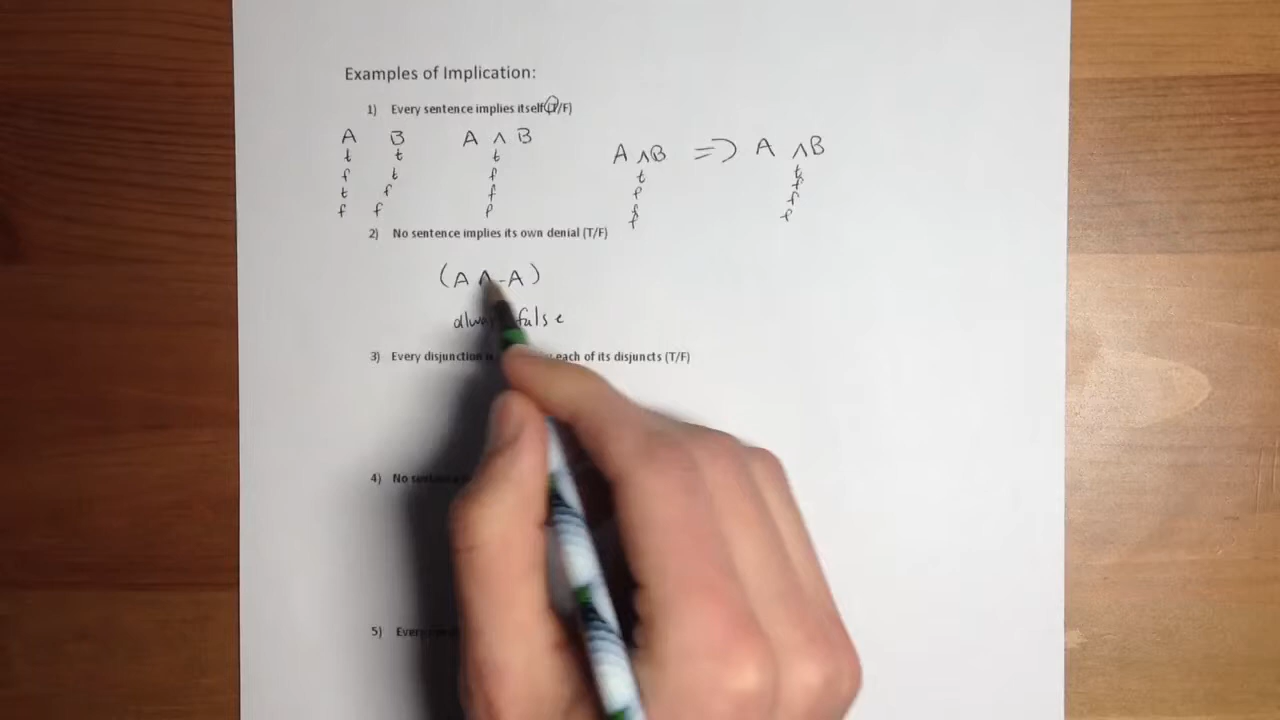 Examples of Implication:
1) Every sentence implies itself (T/F)
A B A ∧ B A ∧B => A ∧B
t t t t t
f t f f f
t f f f f
f f f f f
2) No sentence implies its own denial (T/F)
(A ∧ -A)
false
3) Every disjunction each of its disjuncts (T/F)
4) No
5)